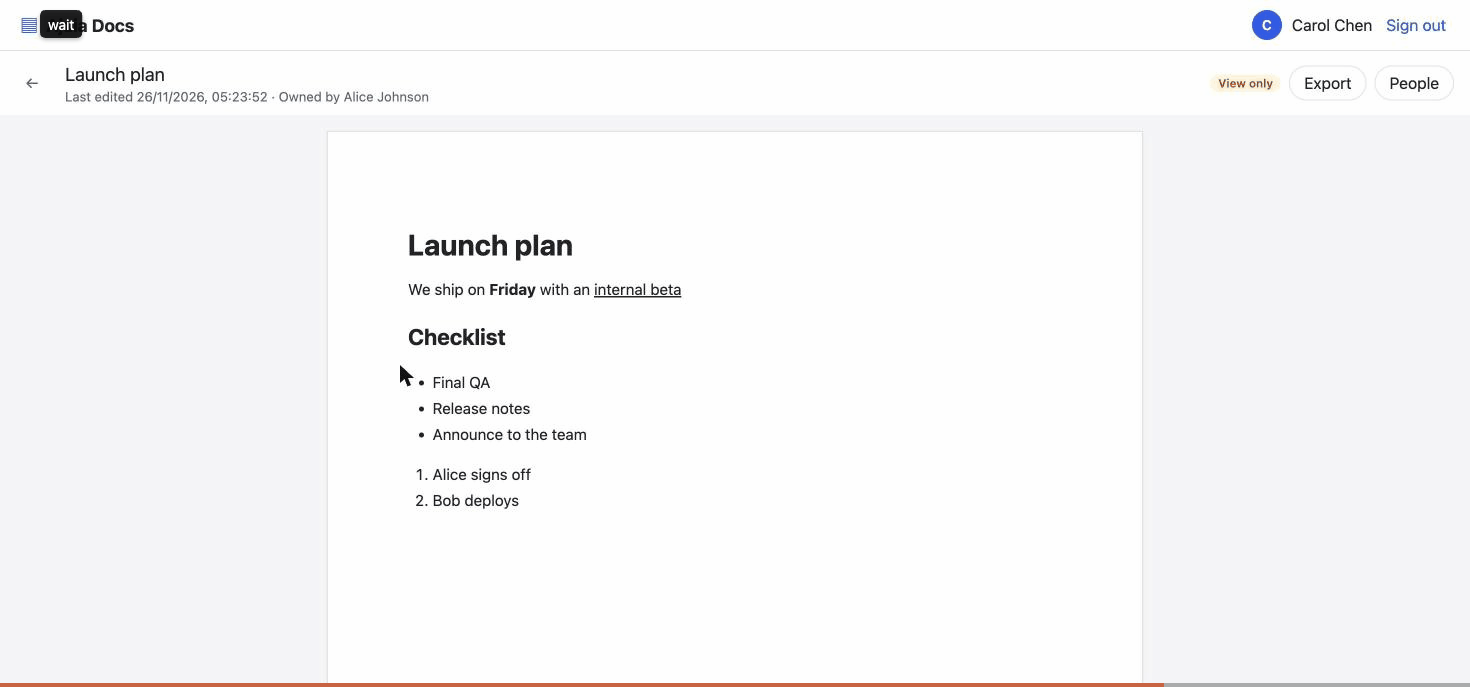 wait
a Docs
C
Carol Chen
Sign out
Launch plan
Last edited 26/11/2026, 05:23:52 · Owned by Alice Johnson
View only
Export
People
Launch plan
We ship on Friday with an internal beta
Checklist
• Final QA
• Release notes
• Announce to the team
1. Alice signs off
2. Bob deploys